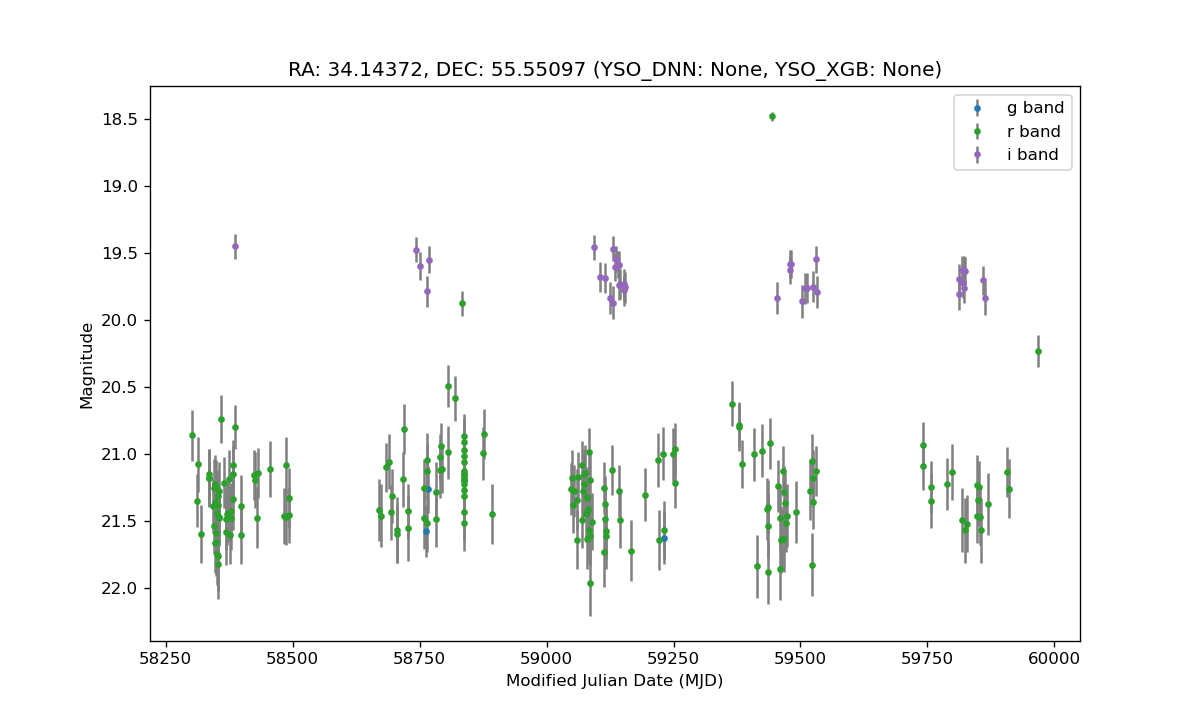 RA: 34.14372, DEC: 55.55097 (YSO_DNN: None, YSO_XGB: None)
g band
r band
i band
18.5
19.0
19.5
20.0
20.5
21.0
21.5
22.0
Magnitude
58250 58500 58750 59000 59250 59500 59750 60000
Modified Julian Date (MJD)